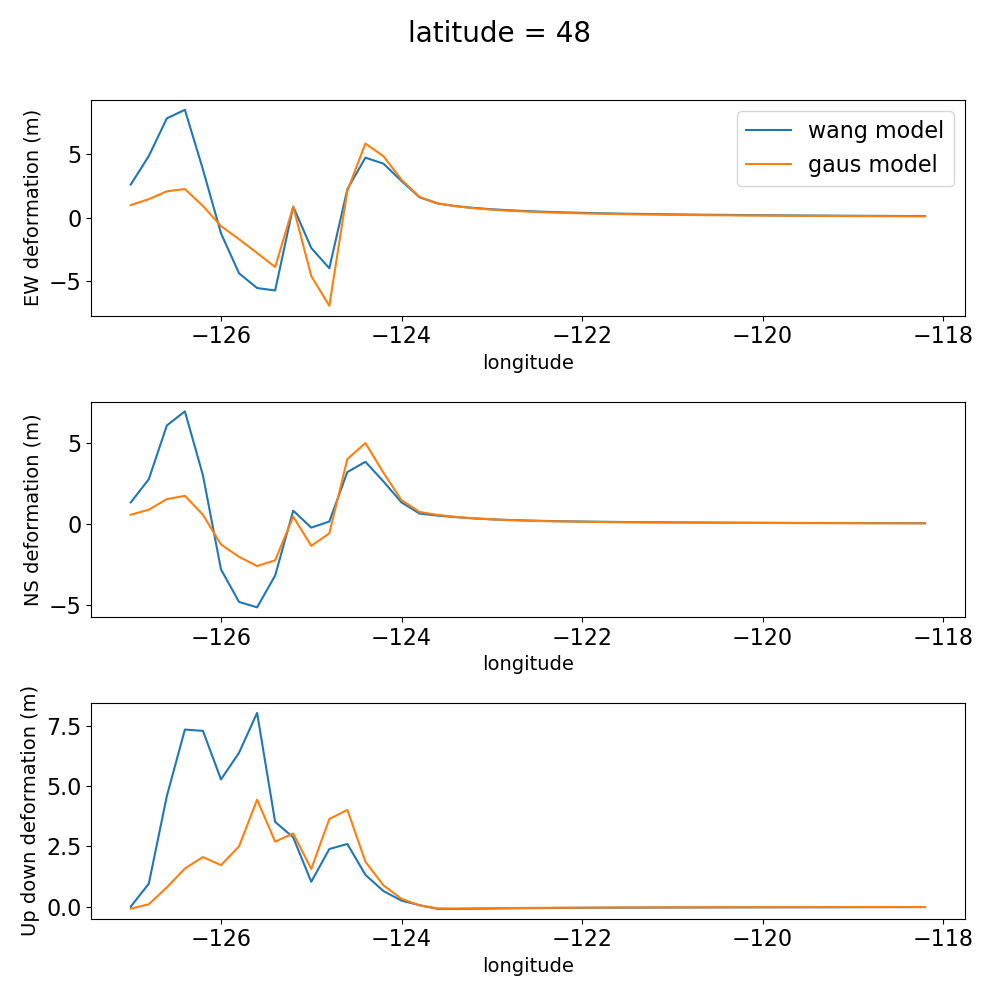 latitude = 48
EW deformation (m)
5
0
−5
wang model
gaus model
−126
−124
−122
−120
−118
longitude
NS deformation (m)
5
0
−5
−126
−124
−122
−120
−118
longitude
Up down deformation (m)
7.5
5.0
2.5
0.0
−126
−124
−122
−120
−118
longitude